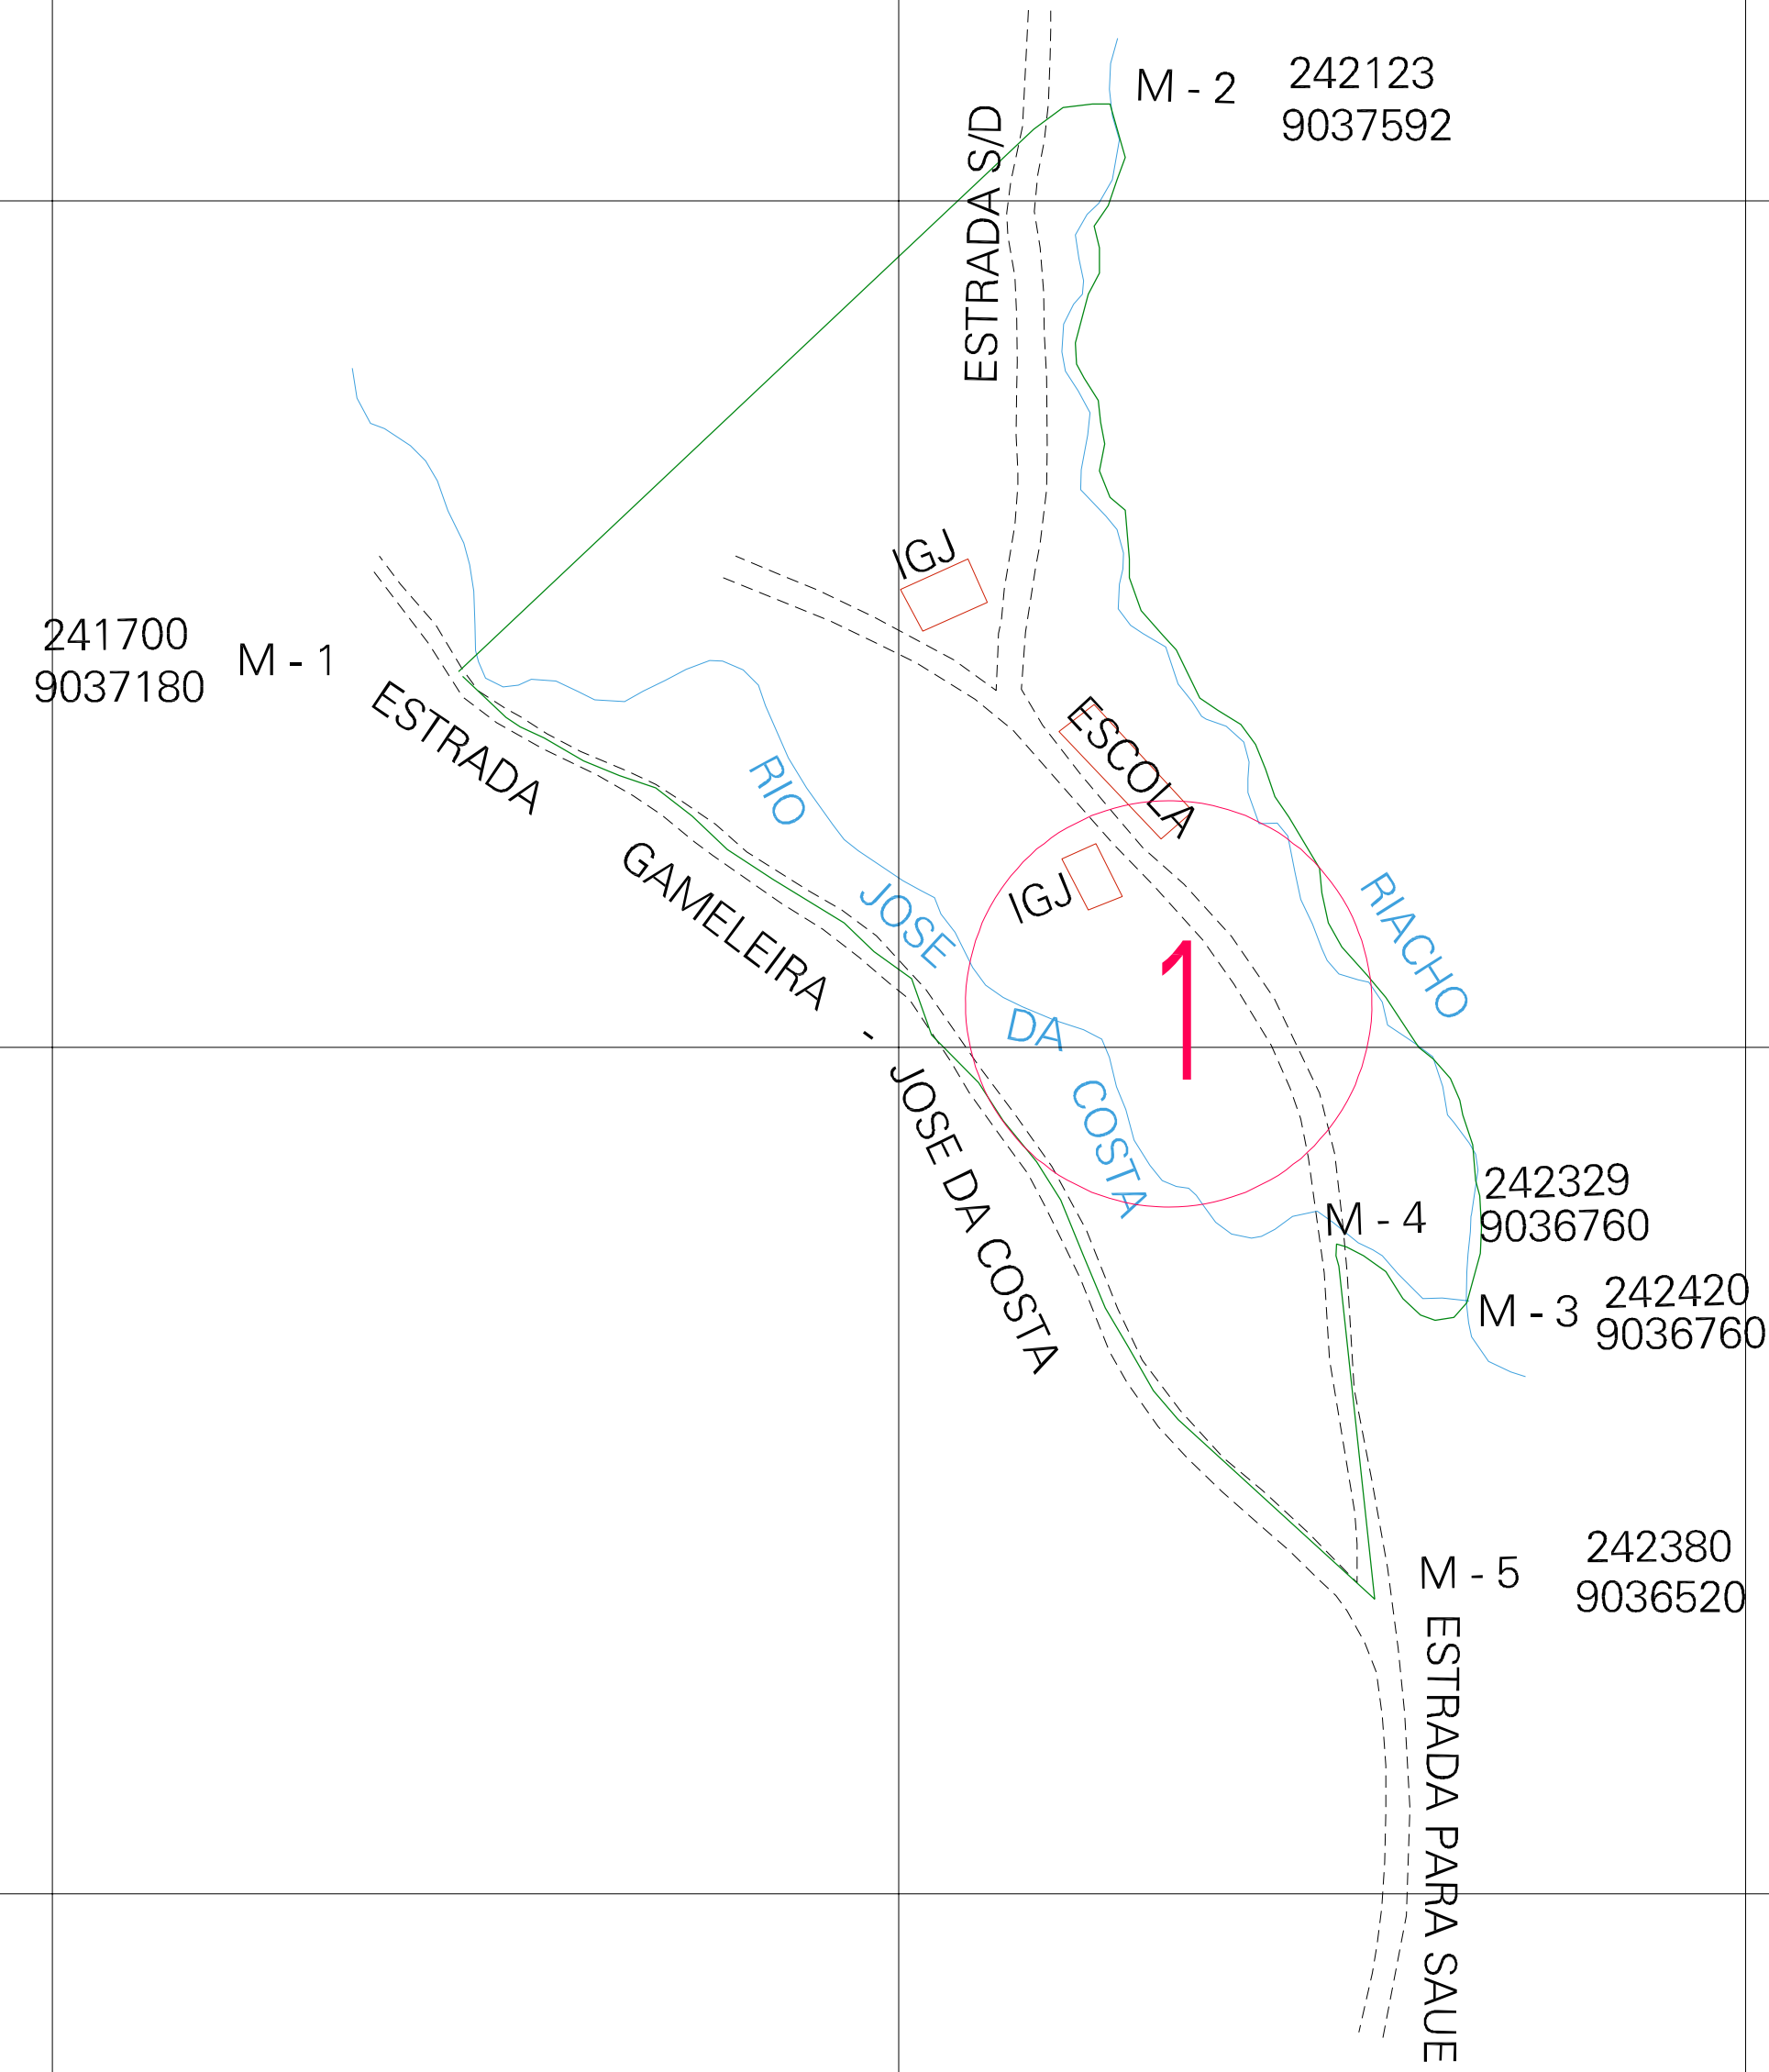 M - 2
242123
9037592
ESTRADA S/D
IGJ
241700
9037180
M - 1
ESTRADA GAMELEIRA - JOSE DA COSTA
ESCOLA
RIO JOSE DA COSTA
IGJ
RIACHO
1
M - 4
242329
9036760
M - 3
242420
9036760
M - 5
242380
9036520
ESTRADA PARA SAUE